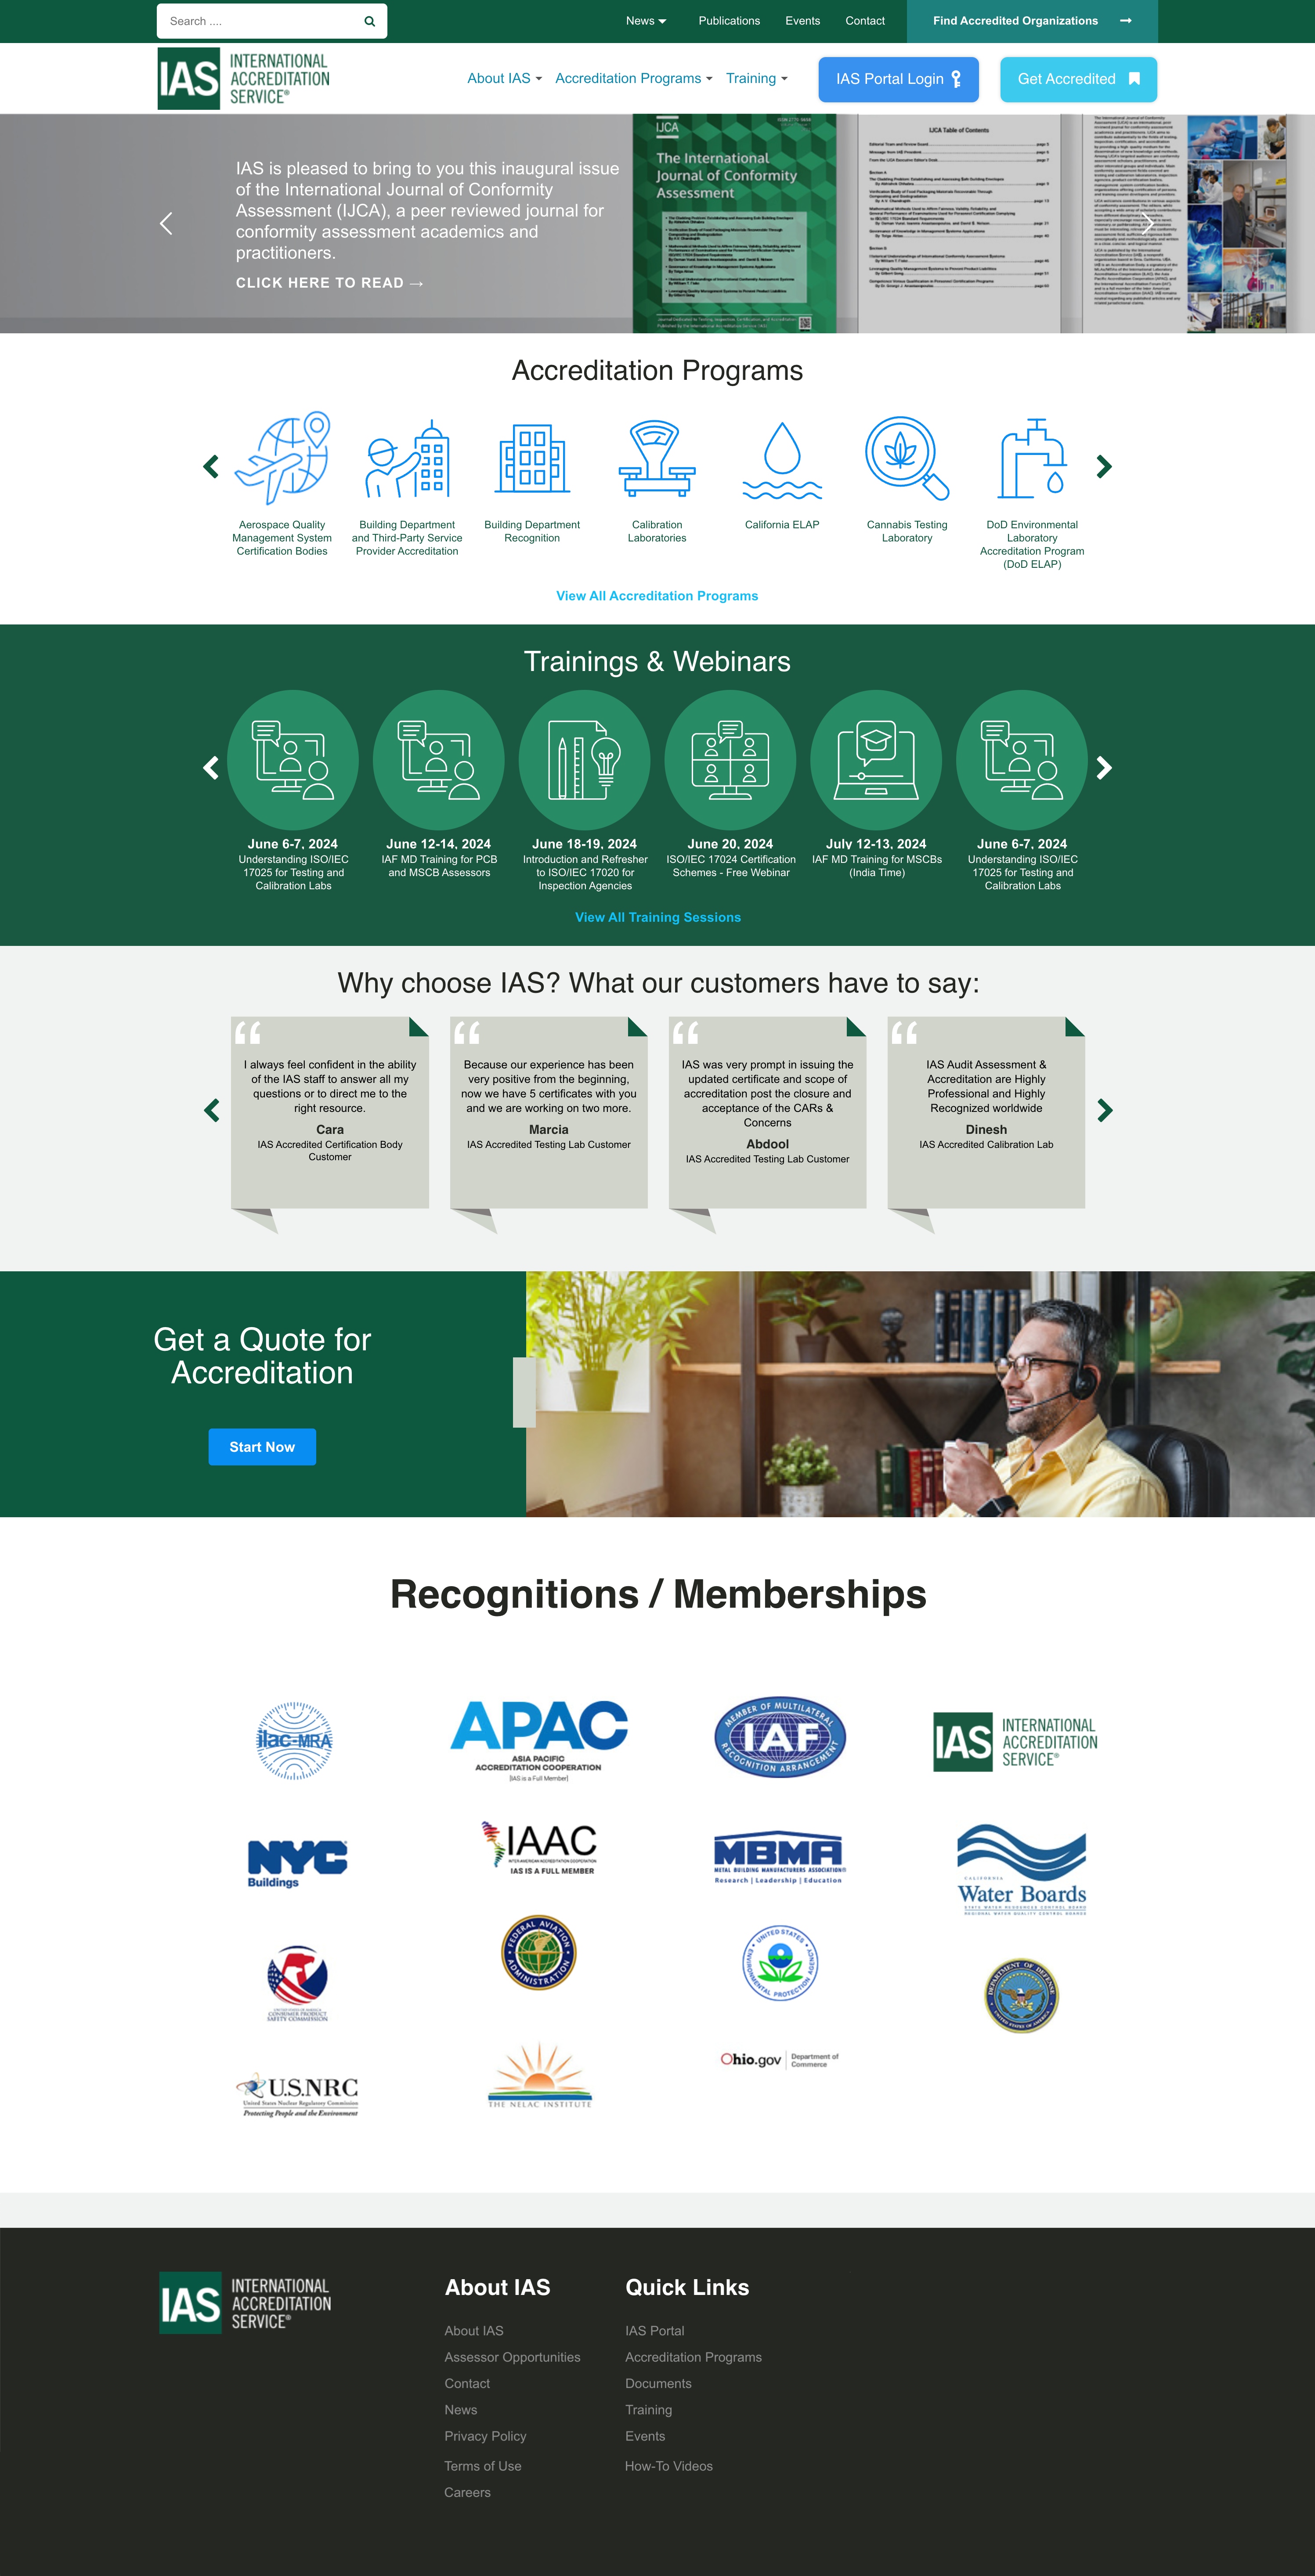 Search ....
News
Publications
Events
Contact
Find Accredited Organizations →
IAS
INTERNATIONAL
ACCREDITATION
SERVICE®
About IAS
Accreditation Programs
Training
IAS Portal Login
Get Accredited
IAS is pleased to bring to you this inaugural issue
of the International Journal of Conformity
Assessment (IJCA), a peer reviewed journal for
conformity assessment academics and
practitioners.
CLICK HERE TO READ →
IJCA
The International
Journal of Conformity
Assessment
IJCA Table of Contents
Accreditation Programs
Aerospace Quality
Management System
Certification Bodies
Building Department
and Third-Party Service
Provider Accreditation
Building Department
Recognition
Calibration
Laboratories
California ELAP
Cannabis Testing
Laboratory
DoD Environmental
Laboratory
Accreditation Program
(DoD ELAP)
View All Accreditation Programs
Trainings & Webinars
June 6-7, 2024
Understanding ISO/IEC
17025 for Testing and
Calibration Labs
June 12-14, 2024
IAF MD Training for PCB
and MSCB Assessors
June 18-19, 2024
Introduction and Refresher
to ISO/IEC 17020 for
Inspection Agencies
June 20, 2024
ISO/IEC 17024 Certification
Schemes - Free Webinar
July 12-13, 2024
IAF MD Training for MSCBs
(India Time)
June 6-7, 2024
Understanding ISO/IEC
17025 for Testing and
Calibration Labs
View All Training Sessions
Why choose IAS? What our customers have to say:
I always feel confident in the ability
of the IAS staff to answer all my
questions or to direct me to the
right resource.
Cara
IAS Accredited Certification Body
Customer
Because our experience has been
very positive from the beginning,
now we have 5 certificates with you
and we are working on two more.
Marcia
IAS Accredited Testing Lab Customer
IAS was very prompt in issuing the
updated certificate and scope of
accreditation post the closure and
acceptance of the CARs &
Concerns
Abdool
IAS Accredited Testing Lab Customer
IAS Audit Assessment &
Accreditation are Highly
Professional and Highly
Recognized worldwide
Dinesh
IAS Accredited Calibration Lab
Get a Quote for
Accreditation
Start Now
Recognitions / Memberships
ilac-MRA
APAC
ASIA PACIFIC
ACCREDITATION COOPERATION
(IAS is a Full Member)
MEMBER OF MULTILATERAL
IAF
RECOGNITION ARRANGEMENT
IAS
INTERNATIONAL
ACCREDITATION
SERVICE®
NYC
Buildings
IAAC
INTER AMERICAN ACCREDITATION COOPERATION
IAS IS A FULL MEMBER
MBMA
METAL BUILDING MANUFACTURERS ASSOCIATION®
Research | Leadership | Education
CALIFORNIA
Water Boards
STATE WATER RESOURCES CONTROL BOARD
REGIONAL WATER QUALITY CONTROL BOARDS
UNITED STATES OF AMERICA
CONSUMER PRODUCT
SAFETY COMMISSION
FEDERAL AVIATION
ADMINISTRATION
UNITED STATES
ENVIRONMENTAL PROTECTION AGENCY
DEPARTMENT OF DEFENSE
UNITED STATES OF AMERICA
U.S.NRC
United States Nuclear Regulatory Commission
Protecting People and the Environment
THE NELAC INSTITUTE
Ohio.gov
Department of
Commerce
IAS
INTERNATIONAL
ACCREDITATION
SERVICE®
About IAS
About IAS
Assessor Opportunities
Contact
News
Privacy Policy
Terms of Use
Careers
Quick Links
IAS Portal
Accreditation Programs
Documents
Training
Events
How-To Videos